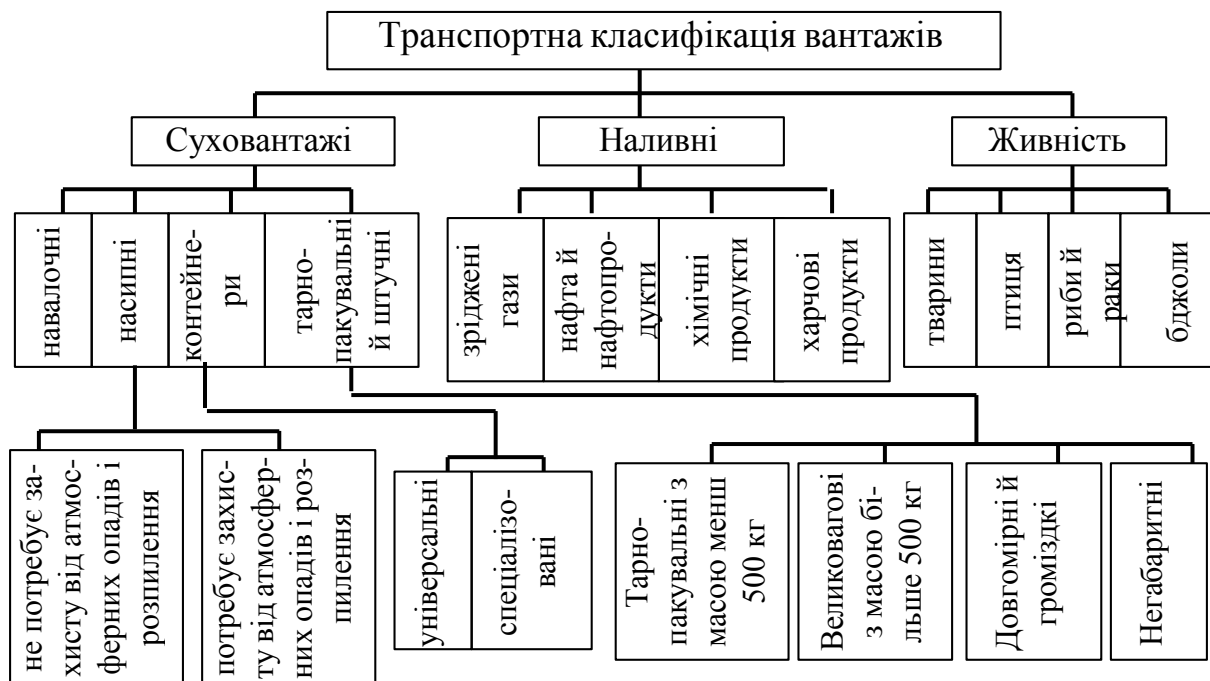 Транспортна класифікація вантажів
Суховантажі
Наливні
Живність
навалочні
насипні
контейне-
ри
тарно-
пакувальні
й штучні
зріджені
гази
нафта й
нафтопро-
дукти
хімічні
продукти
харчові
продукти
тварини
птиця
риби й
раки
бджоли
не потребує за-
хисту від атмос-
ферних опадів і
розпилення
потребує захис-
ту від атмосфер-
них опадів і роз-
пилення
універсальні
спеціалізо-
вані
Тарно-
пакувальні з
масою менш
500 кг
Великовагові
з масою бі-
льше 500 кг
Довгомірні й
громіздкі
Негабаритні